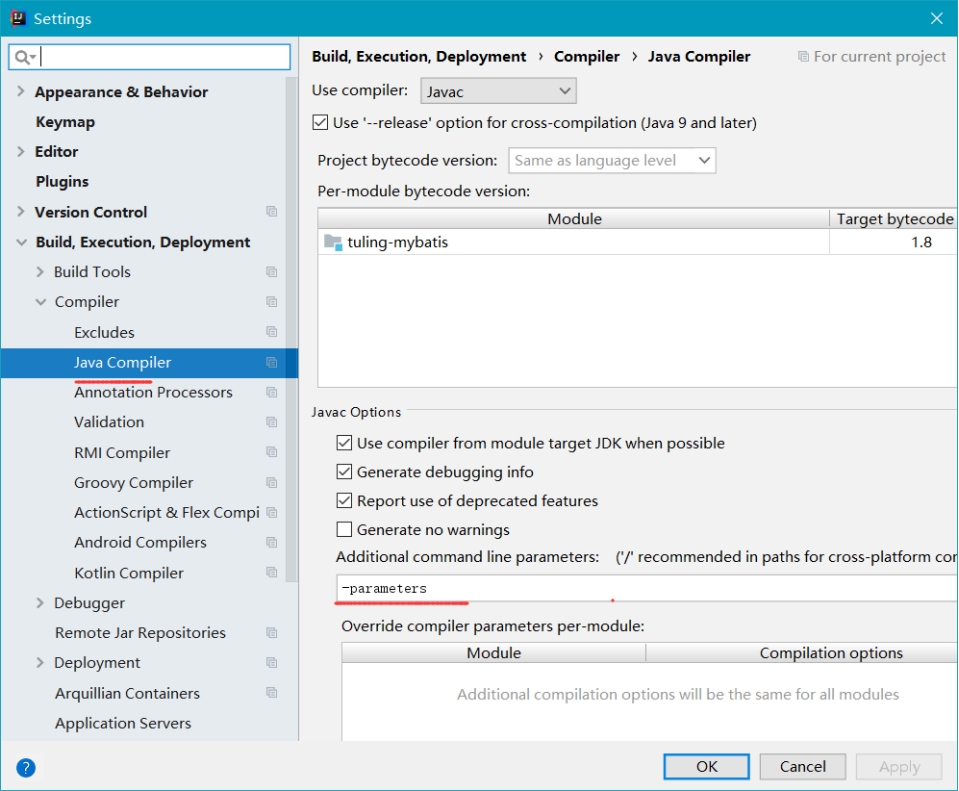 Settings
Appearance & Behavior
Keymap
Editor
Plugins
Version Control
Build, Execution, Deployment
Build Tools
Compiler
Excludes
Java Compiler
Annotation Processors
Validation
RMI Compiler
Groovy Compiler
ActionScript & Flex Compi
Android Compilers
Kotlin Compiler
Debugger
Remote Jar Repositories
Deployment
Arquillian Containers
Application Servers
Build, Execution, Deployment › Compiler › Java Compiler For current project
Use compiler: Javac
Use '--release' option for cross-compilation (Java 9 and later)
Project bytecode version: Same as language level
Per-module bytecode version:
Module Target bytecode
tuling-mybatis 1.8
Javac Options
Use compiler from module target JDK when possible
Generate debugging info
Report use of deprecated features
Generate no warnings
Additional command line parameters: ('/' recommended in paths for cross-platform cor
-parameters
Override compiler parameters per-module:
Module Compilation options
Additional compilation options will be the same for all modules
? OK Cancel Apply